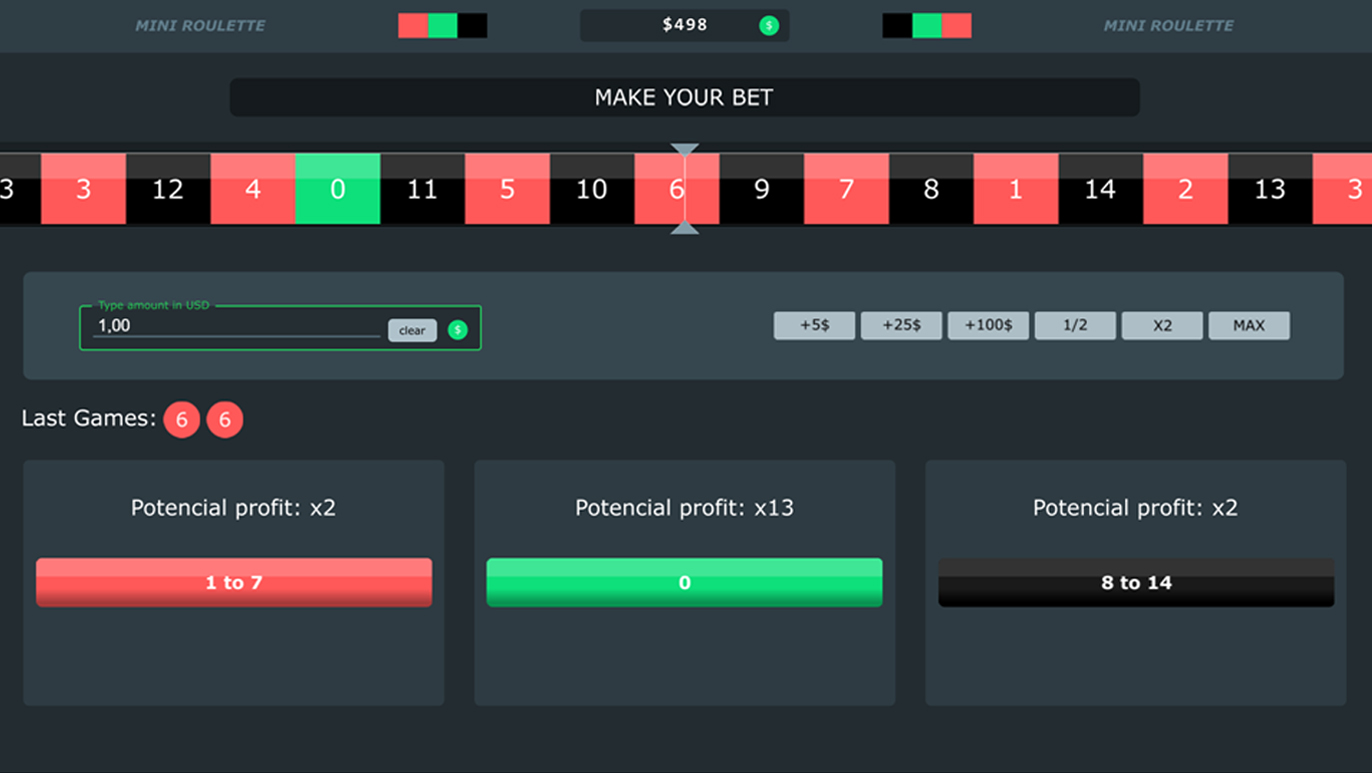 MINI ROULETTE $498 $ MINI ROULETTE
MAKE YOUR BET
3 3 12 4 0 11 5 10 6 9 7 8 1 14 2 13 3
Type amount in USD
1,00 clear $ +5$ +25$ +100$ 1/2 X2 MAX
Last Games: 6 6
Potencial profit: x2 Potencial profit: x13 Potencial profit: x2
1 to 7 0 8 to 14